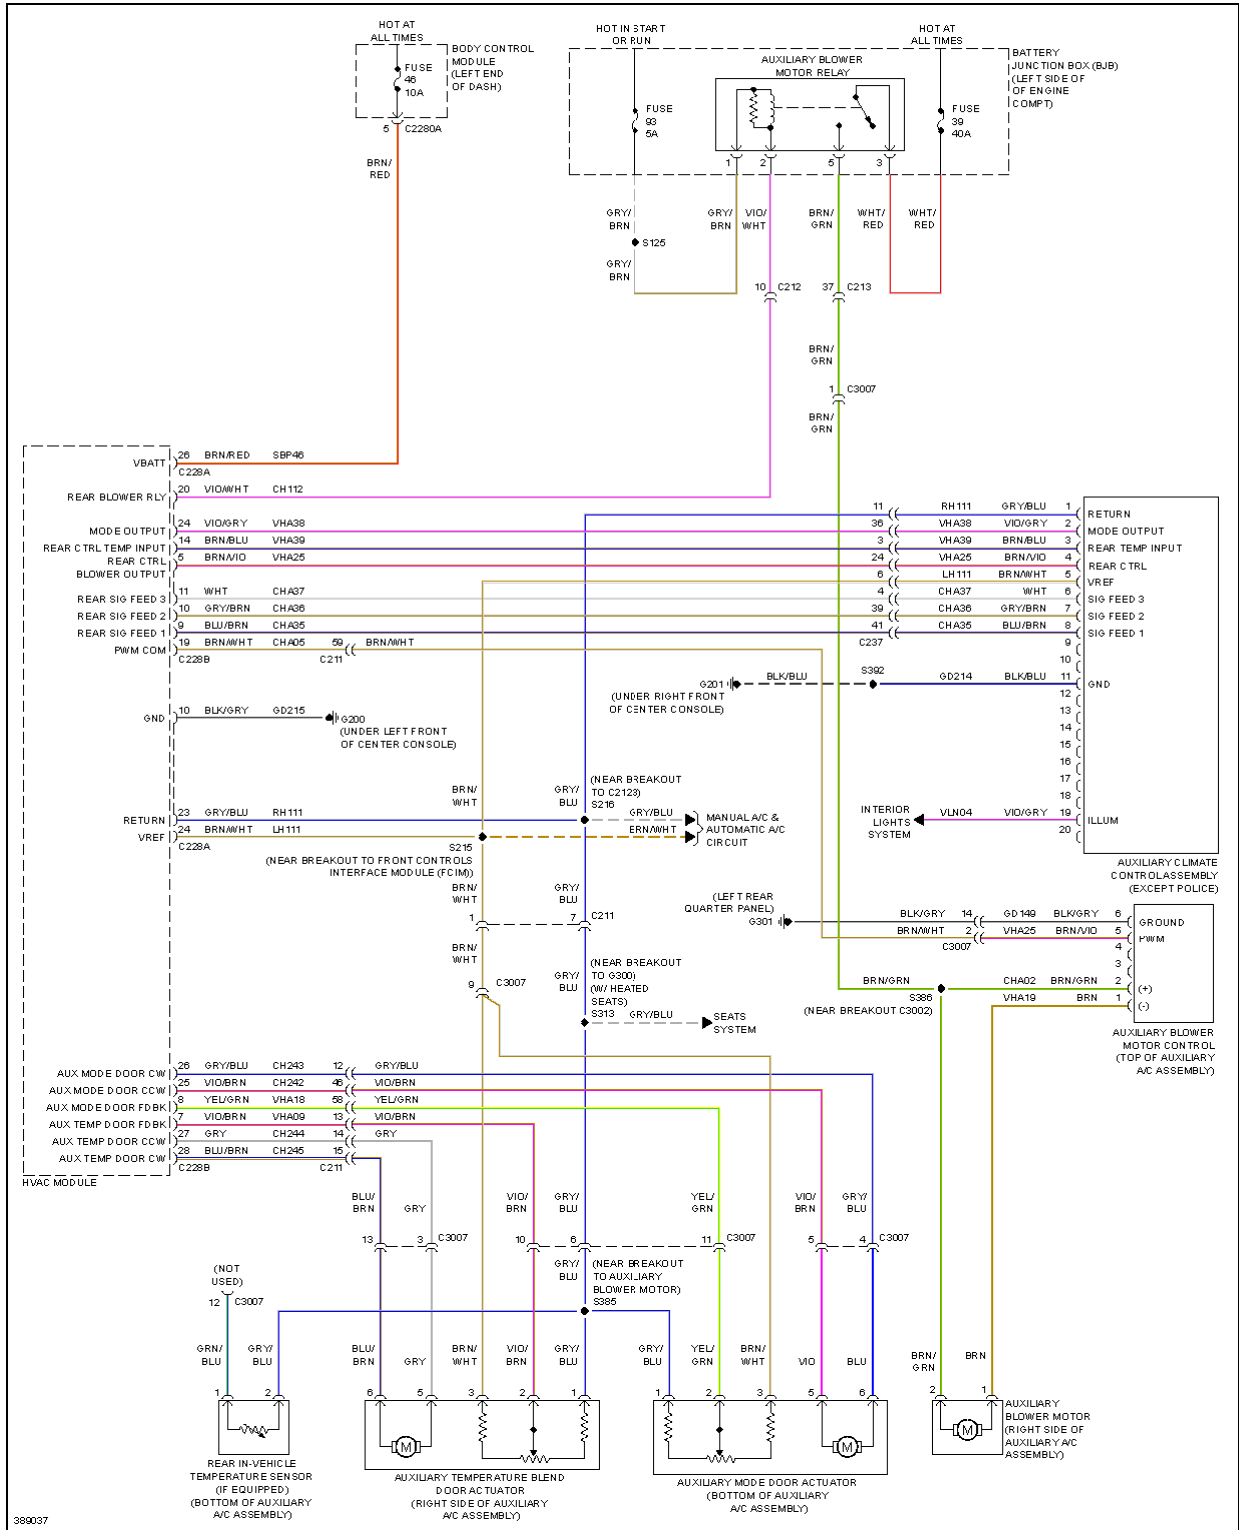 HOT AT
ALL TIMES
FUSE
46
10A
BODY CONTROL
MODULE
(LEFT END
OF DASH)
5 C2280A
BRN/
RED
HOT IN START
OR RUN
HOT AT
ALL TIMES
AUXILIARY BLOWER
MOTOR RELAY
FUSE
93
5A
FUSE
39
40A
BATTERY
JUNCTION BOX (BJB)
(LEFT SIDE OF
OF ENGINE
COMPT)
1 2 5 3
GRY/
BRN
GRY/
BRN
VIO/
WHT
BRN/
GRN
WHT/
RED
WHT/
RED
S125
GRY/
BRN
10 C212
37 C213
BRN/
GRN
1 C3007
BRN/
GRN
VBATT
26 BRN/RED SBP46
C228A
REAR BLOWER RLY
20 VIO/WHT CH112
MODE OUTPUT
24 VIO/GRY VHA38
REAR CTRL TEMP INPUT
14 BRN/BLU VHA39
REAR CTRL
BLOWER OUTPUT
5 BRN/VIO VHA25
REAR SIG FEED 3
11 WHT CHA37
REAR SIG FEED 2
10 GRY/BRN CHA36
REAR SIG FEED 1
9 BLU/BRN CHA35
PWM COM
19 BRN/WHT CHA05 59 BRN/WHT
C228B
C211
GND
10 BLK/GRY GD215
G200
(UNDER LEFT FRONT
OF CENTER CONSOLE)
RETURN
23 GRY/BLU RH111
VREF
24 BRN/WHT LH111
C228A
11 RH111 GRY/BLU 1 RETURN
36 VHA38 VIO/GRY 2 MODE OUTPUT
3 VHA39 BRN/BLU 3 REAR TEMP INPUT
24 VHA25 BRN/VIO 4 REAR CTRL
6 LH111 BRN/WHT 5 VREF
4 CHA37 WHT 6 SIG FEED 3
39 CHA36 GRY/BRN 7 SIG FEED 2
41 CHA35 BLU/BRN 8 SIG FEED 1
C237
9
10
S392
G201 BLK/BLU GD214 BLK/BLU 11 GND
(UNDER RIGHT FRONT
OF CENTER CONSOLE)
12
13
14
15
16
17
18
INTERIOR
LIGHTS
SYSTEM
VLN04 VIO/GRY 19 ILLUM
20
AUXILIARY CLIMATE
CONTROLASSEMBLY
(EXCEPT POLICE)
BRN/
WHT
GRY/
BLU
(NEAR BREAKOUT
TO C2123)
S216
GRY/BLU
BRN/WHT
MANUAL A/C &
AUTOMATIC A/C
CIRCUIT
S215
(NEAR BREAKOUT TO FRONT CONTROLS
INTERFACE MODULE (FCIM))
BRN/
WHT
GRY/
BLU
1 7 C211
BRN/
WHT
GRY/
BLU
9 C3007
(NEAR BREAKOUT
TO G300)
(W/ HEATED
SEATS)
S313
GRY/BLU
SEATS
SYSTEM
(LEFT REAR
QUARTER PANEL)
G301
BLK/GRY 14 GD149 BLK/GRY 6 GROUND
BRN/WHT 2 VHA25 BRN/VIO 5 PWM
C3007
4
3
BRN/GRN CHA02 BRN/GRN 2 (+)
S386
(NEAR BREAKOUT C3002)
VHA19 BRN 1 (-)
AUXILIARY BLOWER
MOTOR CONTROL
(TOP OF AUXILIARY
A/C ASSEMBLY)
AUX MODE DOOR CW
26 GRY/BLU CH243 12 GRY/BLU
AUX MODE DOOR CCW
25 VIO/BRN CH242 46 VIO/BRN
AUX MODE DOOR FDBK
8 YEL/GRN VHA18 58 YEL/GRN
AUX TEMP DOOR FDBK
7 VIO/BRN VHA09 13 VIO/BRN
AUX TEMP DOOR CCW
27 GRY CH244 14 GRY
AUX TEMP DOOR CW
28 BLU/BRN CH245 15
C228B
C211
HVAC MODULE
BLU/
BRN
GRY
VIO/
BRN
GRY/
BLU
YEL/
GRN
VIO/
BRN
GRY/
BLU
13 3 C3007
10 6 11 C3007
5 4 C3007
GRY/
BLU
(NEAR BREAKOUT
TO AUXILIARY
BLOWER MOTOR)
S385
(NOT
USED)
12 C3007
GRN/
BLU
GRY/
BLU
BLU/
BRN
GRY
BRN/
WHT
VIO/
BRN
GRY/
BLU
GRY/
BLU
YEL/
GRN
BRN/
WHT
VIO
BLU
BRN/
GRN
BRN
1 2
6 5 3 2 1
1 2 3 5 6
2 1
M
M
M
REAR IN-VEHICLE
TEMPERATURE SENSOR
(IF EQUIPPED)
(BOTTOM OF AUXILIARY
A/C ASSEMBLY)
AUXILIARY TEMPERATURE BLEND
DOOR ACTUATOR
(RIGHT SIDE OF AUXILIARY
A/C ASSEMBLY)
AUXILIARY MODE DOOR ACTUATOR
(BOTTOM OF AUXILIARY
A/C ASSEMBLY)
AUXILIARY
BLOWER MOTOR
(RIGHT SIDE OF
AUXILIARY A/C
ASSEMBLY)
389037